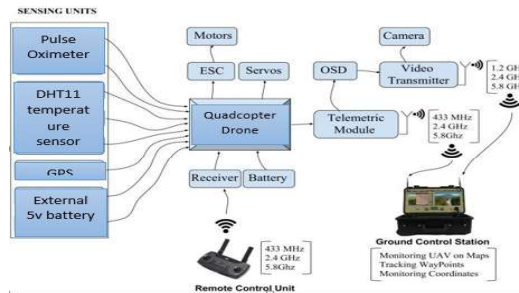 SENSING UNITS
Pulse
Oximeter
DHT11
temperat
ure
sensor
GPS
External
5v battery
Motors
ESC
Servos
Quadcopter
Drone
Receiver
Battery
Camera
OSD
Video
Transmitter
Telemetric
Module
1.2 GH
2.4 GH
5.8 GH
433 MHz
2.4 GHz
5.8 GHz
433 MHz
2.4 GHz
5.8Ghz
Remote Control Unit
Ground Control Station
Monitoring UAV on Maps
Tracking WayPoints
Monitoring Coordinates